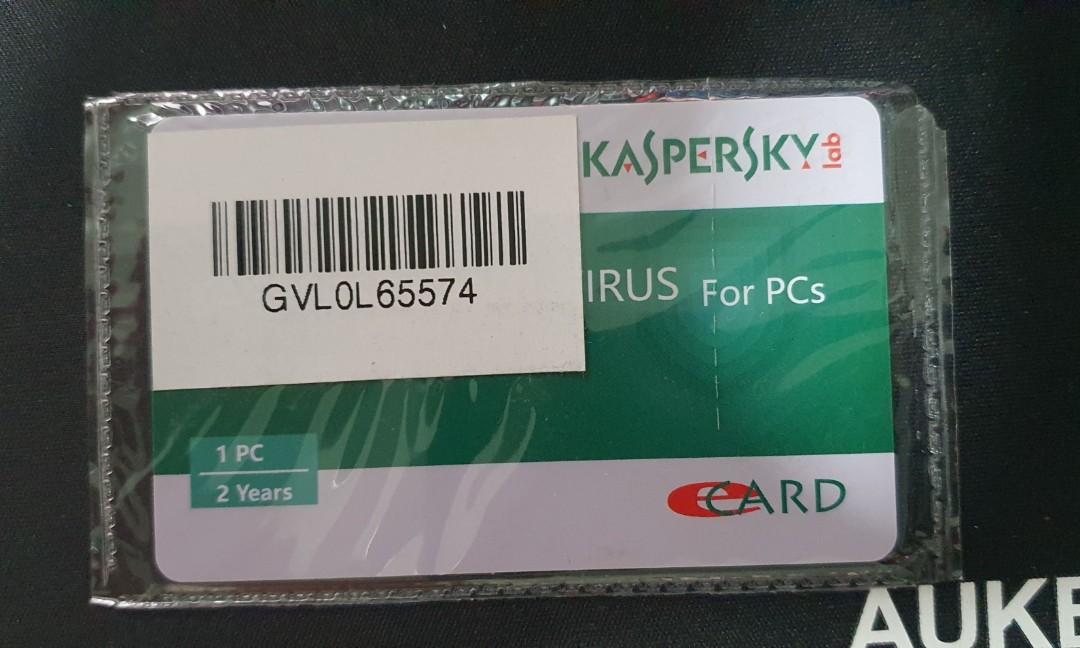 KASPERSKY lab
GVL0L65574
IRUS For PCs
1 PC
2 Years
eCARD
AUKE